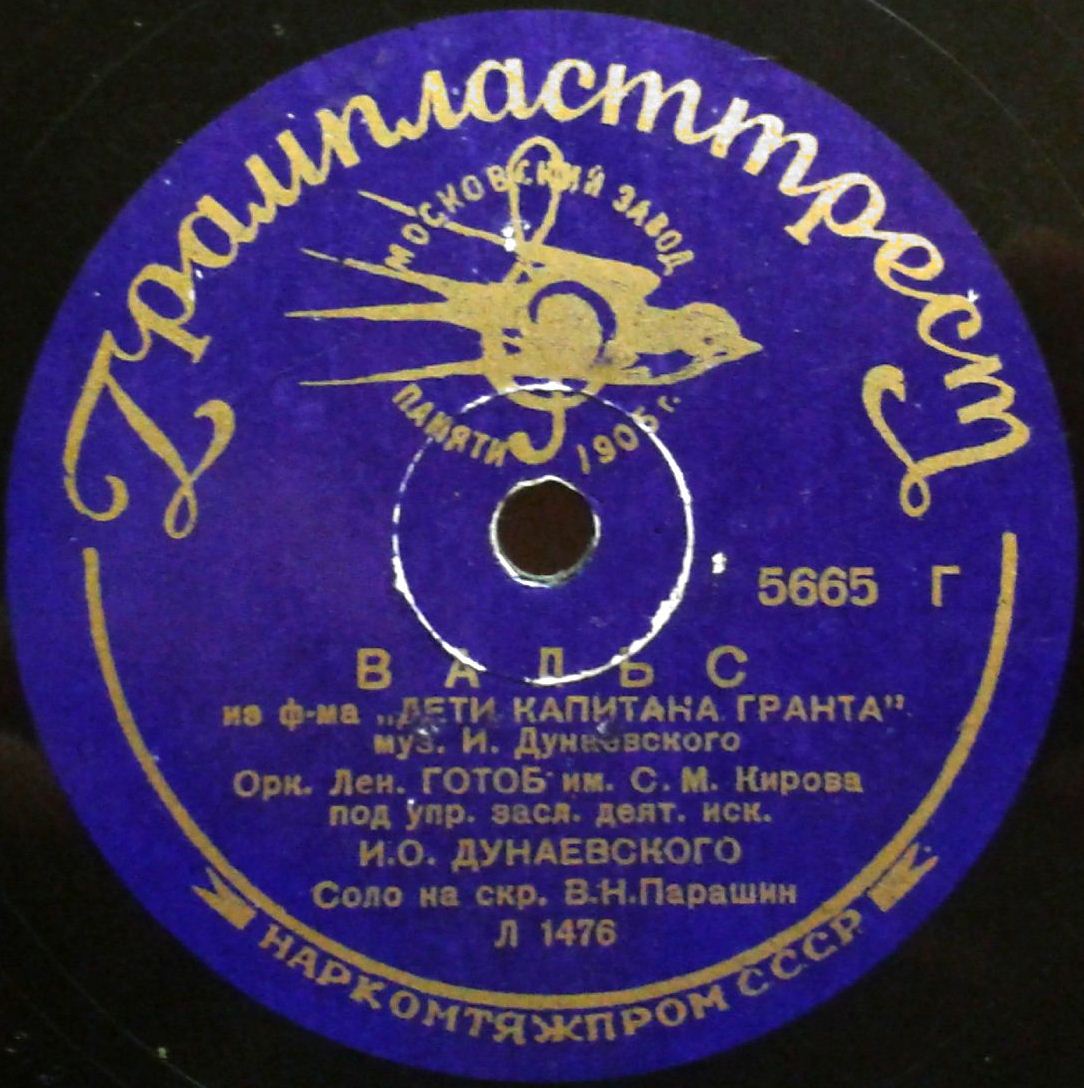 Грампласттрест
МОСКОВСКИЙ ЗАВОД
ПАМЯТИ 1905 г.
5665 Г
ВАЛЬС
из ф-ма „ДЕТИ КАПИТАНА ГРАНТА”
муз. И. Дунаевского
Орк. Лен. ГОТОБ им. С. М. Кирова
под упр. засл. деят. иск.
И.О. ДУНАЕВСКОГО
Соло на скр. В.Н.Парашин
Л 1476
НАРКОМТЯЖПРОМ СССР